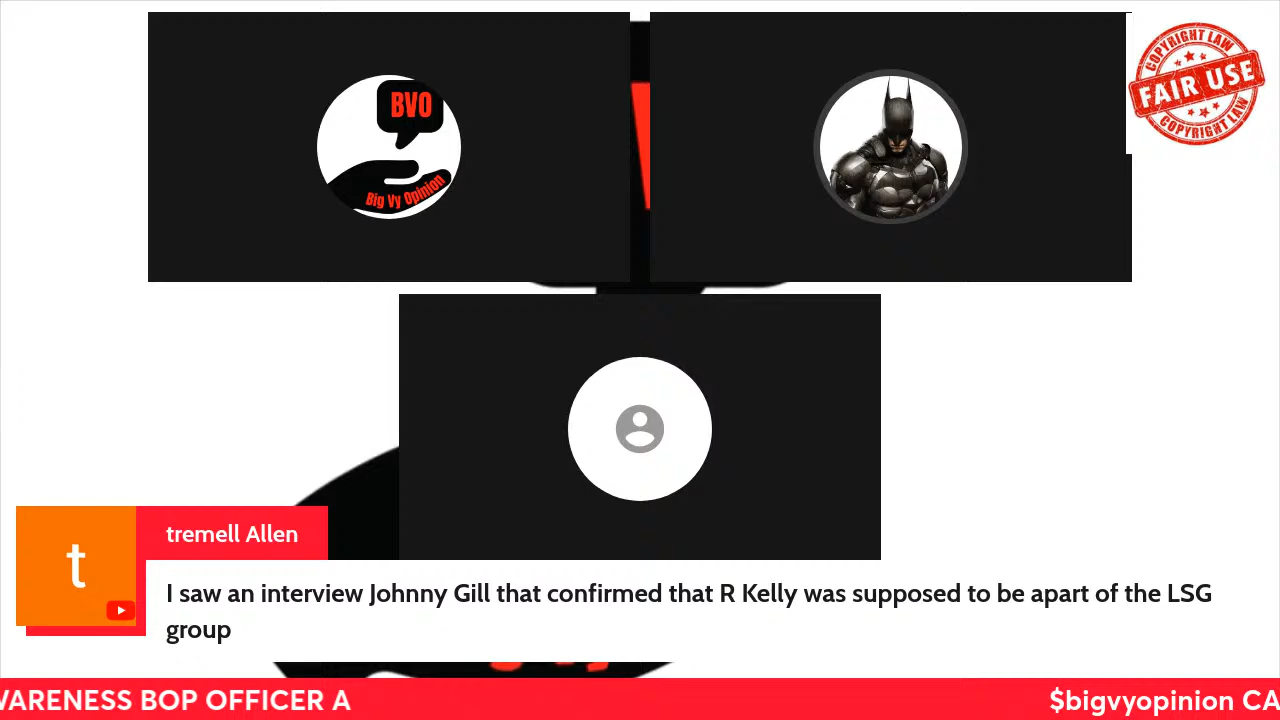 BVO
Big Vy Opinion
COPYRIGHT LAW
FAIR USE
COPYRIGHT LAW
t
tremell Allen
I saw an interview Johnny Gill that confirmed that R Kelly was supposed to be apart of the LSG
group
WARENESS BOP OFFICER A
$bigvyopinion CA